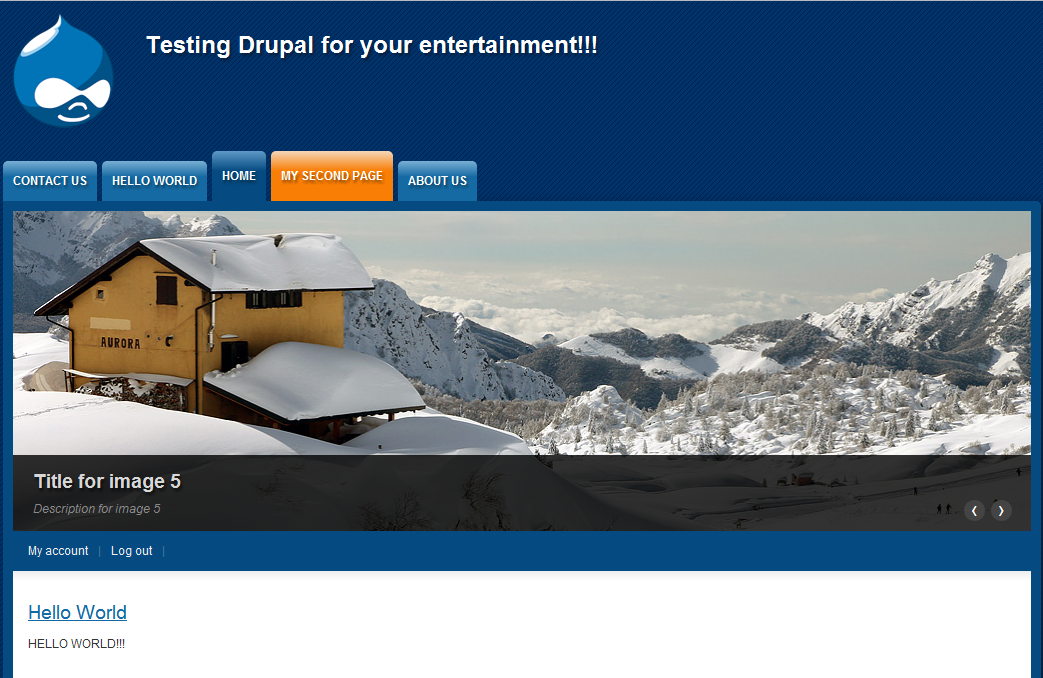 Testing Drupal for your entertainment!!!
CONTACT US HELLO WORLD HOME MY SECOND PAGE ABOUT US
AURORA
Title for image 5
Description for image 5
My account | Log out |
Hello World
HELLO WORLD!!!